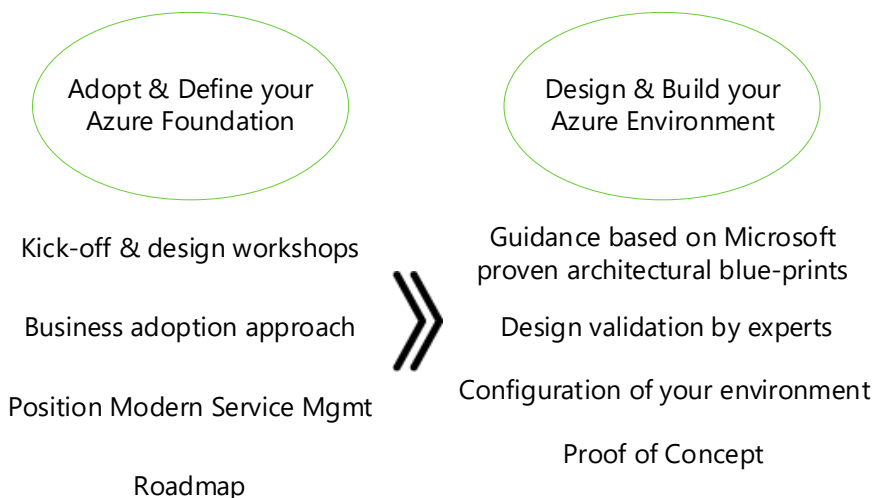 Adopt & Define your
Azure Foundation
Kick-off & design workshops
Business adoption approach
Position Modern Service Mgmt
Roadmap
Design & Build your
Azure Environment
Guidance based on Microsoft
proven architectural blue-prints
Design validation by experts
Configuration of your environment
Proof of Concept